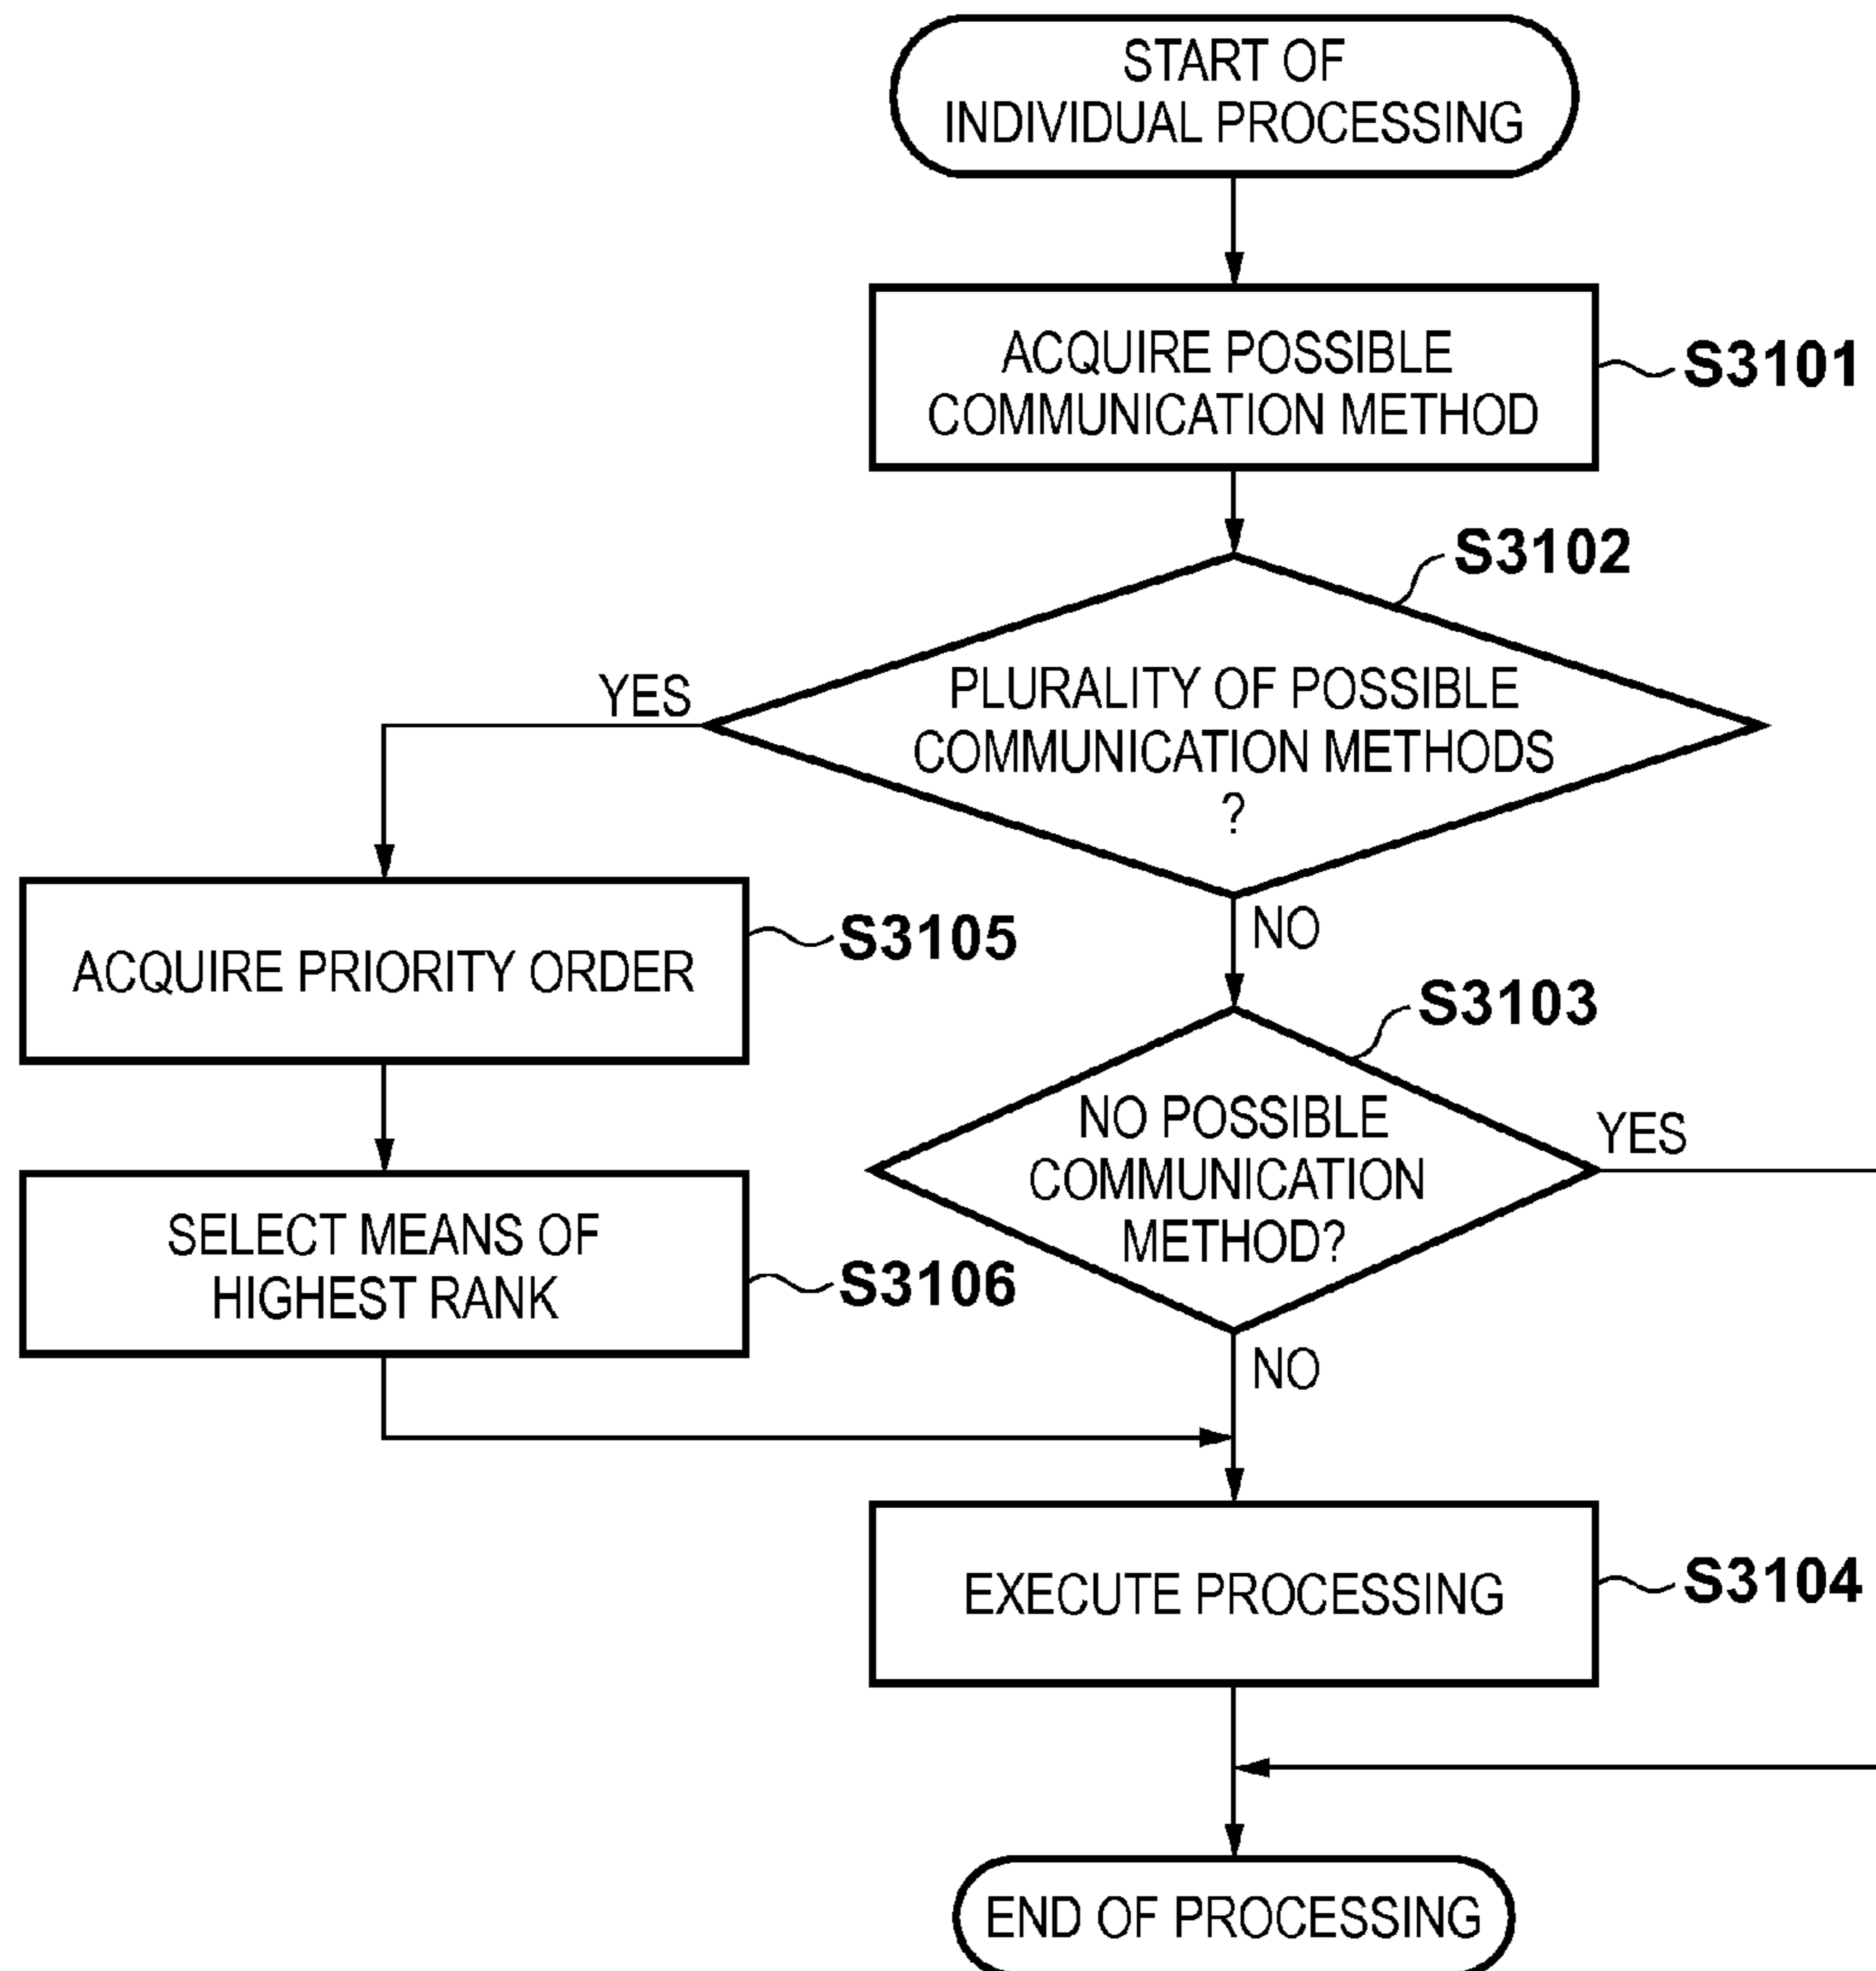 START OF
INDIVIDUAL PROCESSING
ACQUIRE POSSIBLE
COMMUNICATION METHOD
S3101
S3102
PLURALITY OF POSSIBLE
COMMUNICATION METHODS
?
YES
NO
ACQUIRE PRIORITY ORDER
S3105
S3103
NO POSSIBLE
COMMUNICATION
METHOD?
YES
NO
SELECT MEANS OF
HIGHEST RANK
S3106
EXECUTE PROCESSING
S3104
END OF PROCESSING